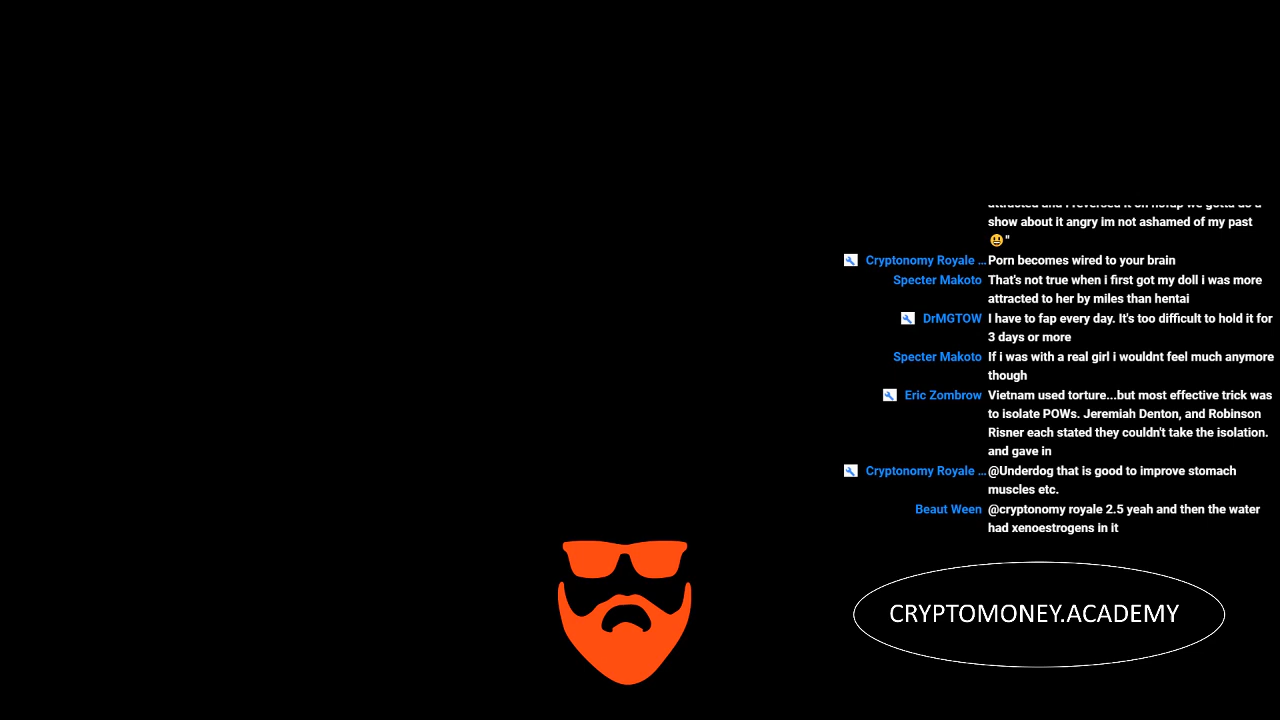 show about it angry im not ashamed of my past
😆"
Cryptonomy Royale ... Porn becomes wired to your brain
Specter Makoto That's not true when i first got my doll i was more
attracted to her by miles than hentai
DrMGTOW I have to fap every day. It's too difficult to hold it for
3 days or more
Specter Makoto If i was with a real girl i wouldnt feel much anymore
though
Eric Zombrow Vietnam used torture...but most effective trick was
to isolate POWs. Jeremiah Denton, and Robinson
Risner each stated they couldn't take the isolation.
and gave in
Cryptonomy Royale ... @Underdog that is good to improve stomach
muscles etc.
Beaut Ween @cryptonomy royale 2.5 yeah and then the water
had xenoestrogens in it
CRYPTOMONEY.ACADEMY